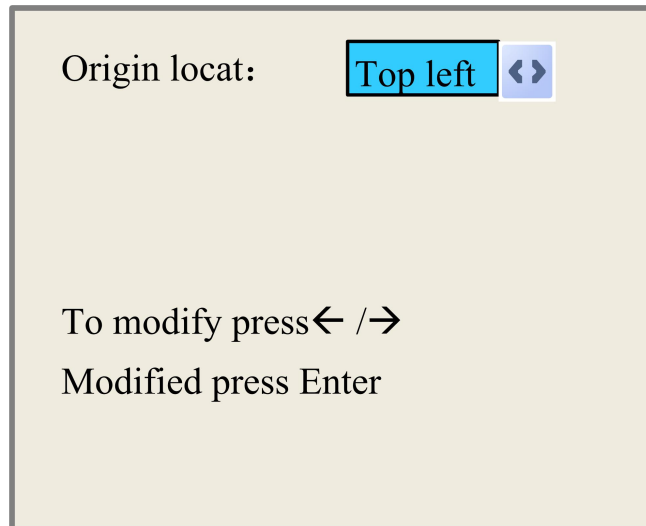 Origin locat： Top left
To modify press← /→
Modified press Enter